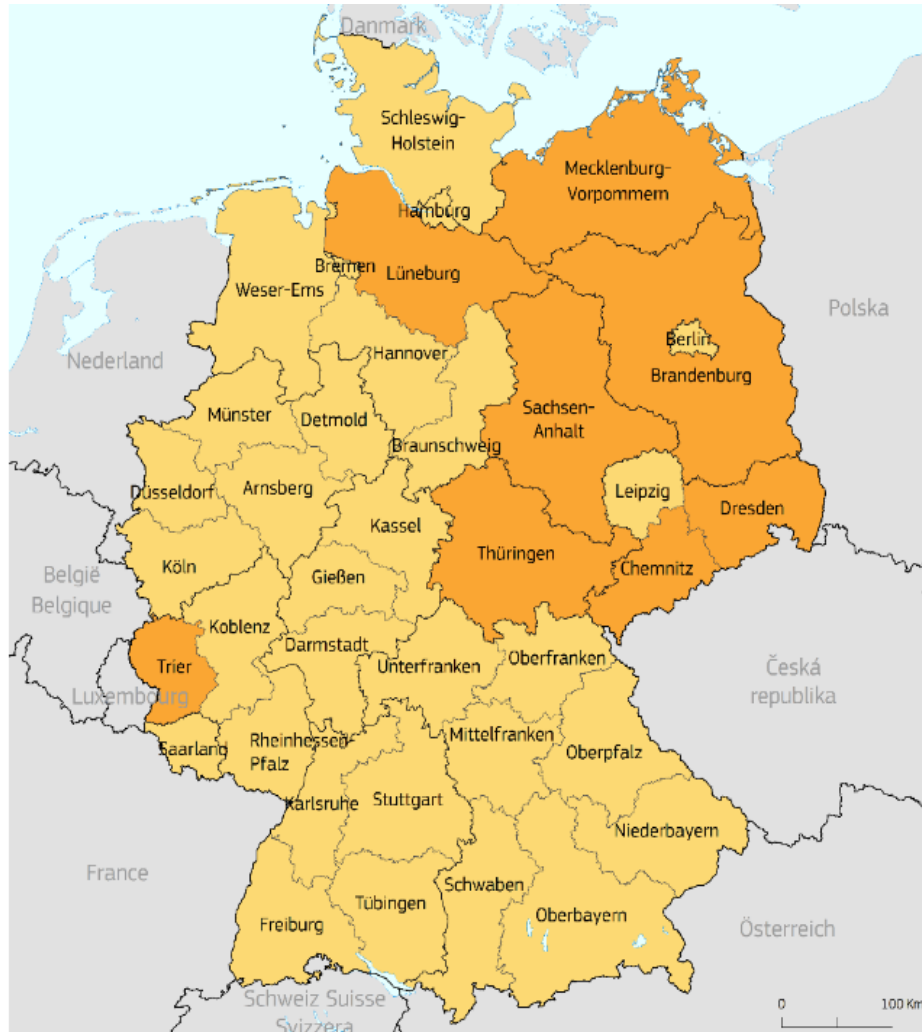 Danmark
Schleswig-
Holstein
Mecklenburg-
Vorpommern
Hamburg
Bremen
Lüneburg
Weser-Ems
Polska
Nederland
Hannover
Berlin
Brandenburg
Münster
Detmold
Sachsen-
Anhalt
Braunschweig
Düsseldorf
Arnsberg
Leipzig
Dresden
Kassel
Köln
Thüringen
Chemnitz
België
Belgique
Gießen
Koblenz
Darmstadt
Unterfranken
Oberfranken
Trier
Česká
republika
Luxembourg
Saarland
Rheinhessen-
Pfalz
Mittelfranken
Oberpfalz
Karlsruhe
Stuttgart
Niederbayern
France
Schwaben
Tübingen
Oberbayern
Freiburg
Österreich
Schweiz Suisse
Svizzera
0 100 Km